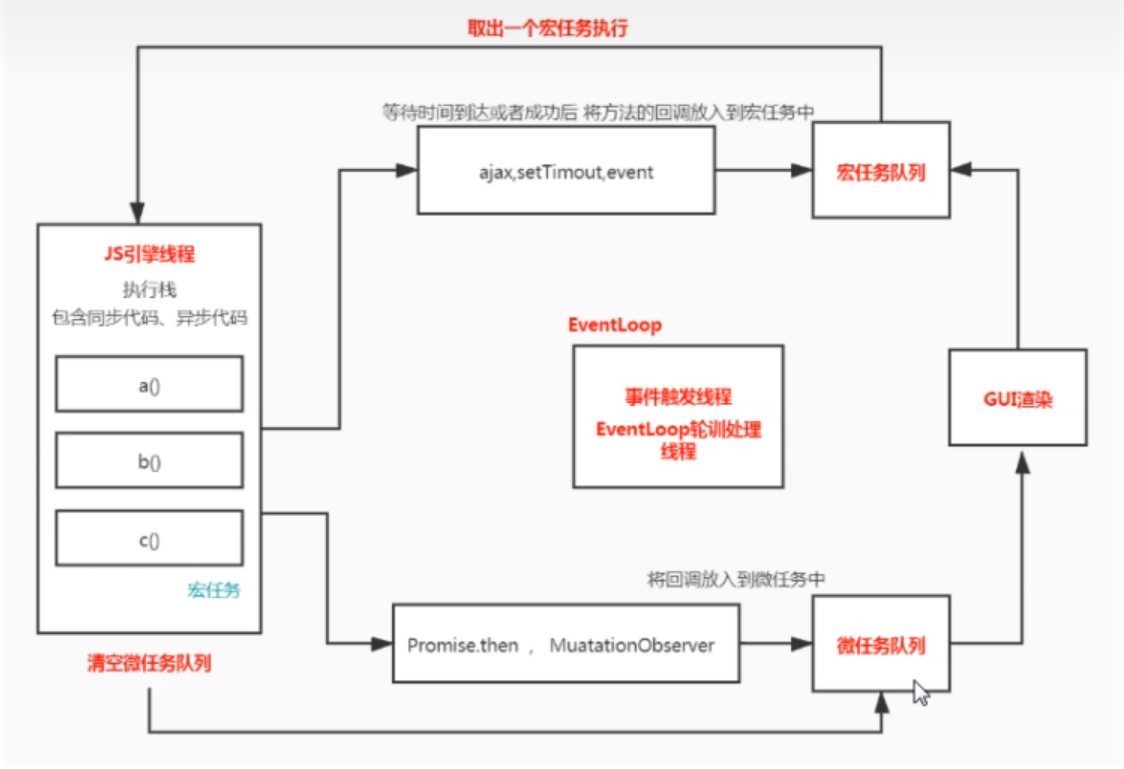 取出一个宏任务执行
等待时间到达或者成功后 将方法的回调放入到宏任务中
ajax,setTimout,event
宏任务队列
JS引擎线程
执行栈
包含同步代码、异步代码
a()
b()
c()
宏任务
清空微任务队列
EventLoop
事件触发线程
EventLoop轮训处理
线程
GUI渲染
将回调放入到微任务中
Promise.then ， MuatationObserver
微任务队列